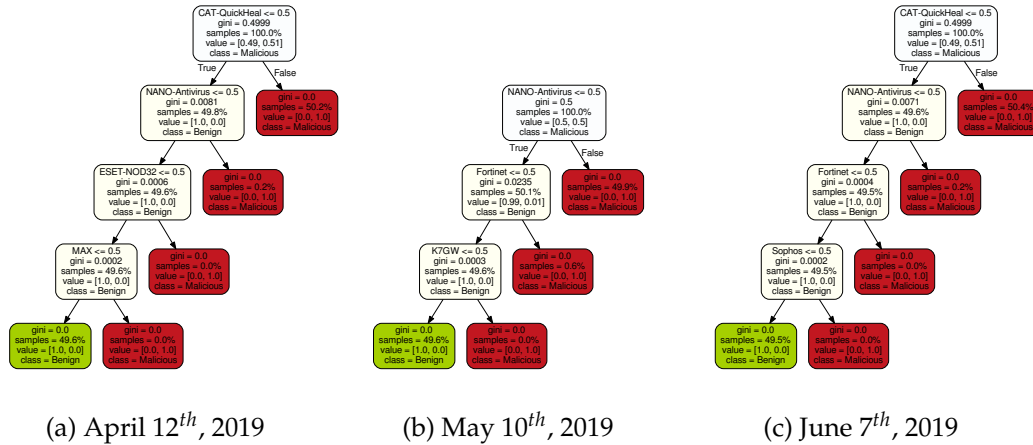 CAT-QuickHeal <= 0.5
gini = 0.4999
samples = 100.0%
value = [0.49, 0.51]
class = Malicious
True
False
NANO-Antivirus <= 0.5
gini = 0.0081
samples = 49.8%
value = [1.0, 0.0]
class = Benign
gini = 0.0
samples = 50.2%
value = [0.0, 1.0]
class = Malicious
ESET-NOD32 <= 0.5
gini = 0.0006
samples = 49.6%
value = [1.0, 0.0]
class = Benign
gini = 0.0
samples = 0.2%
value = [0.0, 1.0]
class = Malicious
MAX <= 0.5
gini = 0.0002
samples = 49.6%
value = [1.0, 0.0]
class = Benign
gini = 0.0
samples = 0.0%
value = [0.0, 1.0]
class = Malicious
gini = 0.0
samples = 49.6%
value = [1.0, 0.0]
class = Benign
gini = 0.0
samples = 0.0%
value = [0.0, 1.0]
class = Malicious
(a) April 12th, 2019
NANO-Antivirus <= 0.5
gini = 0.5
samples = 100.0%
value = [0.5, 0.5]
class = Malicious
True
False
Fortinet <= 0.5
gini = 0.0235
samples = 50.1%
value = [0.99, 0.01]
class = Benign
gini = 0.0
samples = 49.9%
value = [0.0, 1.0]
class = Malicious
K7GW <= 0.5
gini = 0.0003
samples = 49.6%
value = [1.0, 0.0]
class = Benign
gini = 0.0
samples = 0.6%
value = [0.0, 1.0]
class = Malicious
gini = 0.0
samples = 49.6%
value = [1.0, 0.0]
class = Benign
gini = 0.0
samples = 0.0%
value = [0.0, 1.0]
class = Malicious
(b) May 10th, 2019
CAT-QuickHeal <= 0.5
gini = 0.4999
samples = 100.0%
value = [0.49, 0.51]
class = Malicious
True
False
NANO-Antivirus <= 0.5
gini = 0.0071
samples = 49.6%
value = [1.0, 0.0]
class = Benign
gini = 0.0
samples = 50.4%
value = [0.0, 1.0]
class = Malicious
Fortinet <= 0.5
gini = 0.0004
samples = 49.5%
value = [1.0, 0.0]
class = Benign
gini = 0.0
samples = 0.2%
value = [0.0, 1.0]
class = Malicious
Sophos <= 0.5
gini = 0.0002
samples = 49.5%
value = [1.0, 0.0]
class = Benign
gini = 0.0
samples = 0.0%
value = [0.0, 1.0]
class = Malicious
gini = 0.0
samples = 49.5%
value = [1.0, 0.0]
class = Benign
gini = 0.0
samples = 0.0%
value = [0.0, 1.0]
class = Malicious
(c) June 7th, 2019